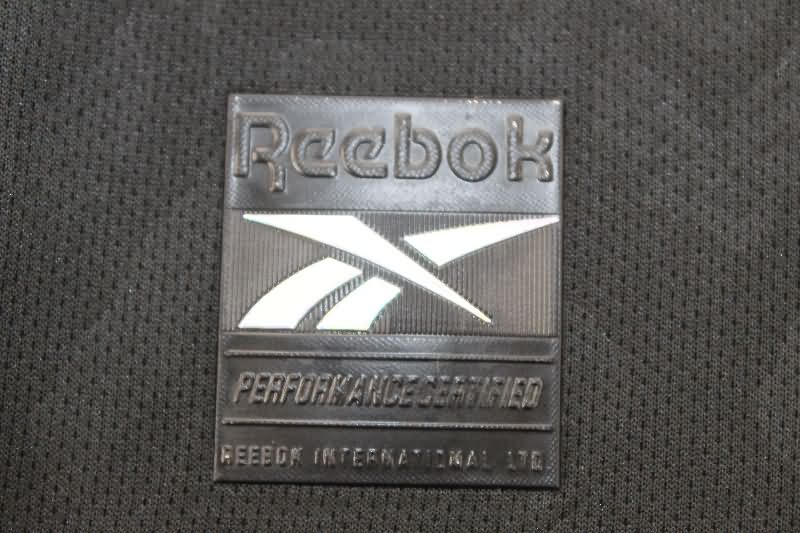 Reebok
PERFORMANCE CERTIFIED
REEBOK INTERNATIONAL LTD